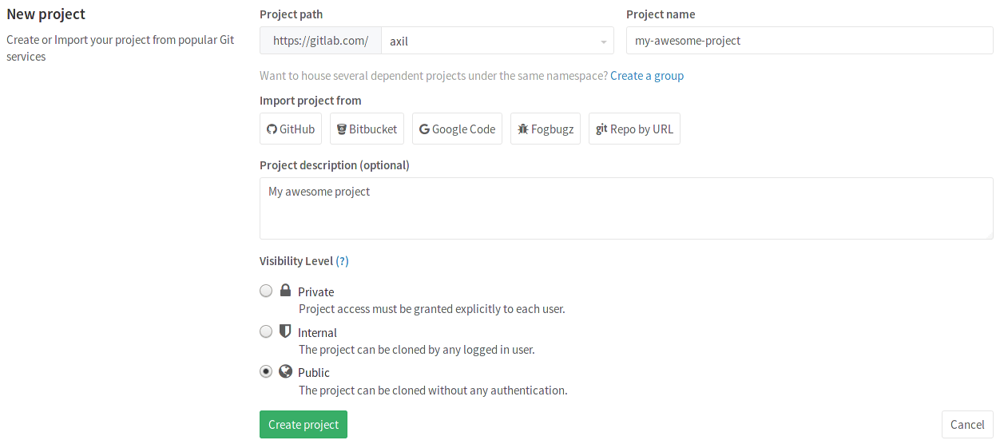 New project
Create or Import your project from popular Git
services
Project path
Project name
https://gitlab.com/ axil
my-awesome-project
Want to house several dependent projects under the same namespace? Create a group
Import project from
GitHub
Bitbucket
Google Code
Fogbugz
git Repo by URL
Project description (optional)
My awesome project
Visibility Level (?)
Private
Project access must be granted explicitly to each user.
Internal
The project can be cloned by any logged in user.
Public
The project can be cloned without any authentication.
Create project
Cancel